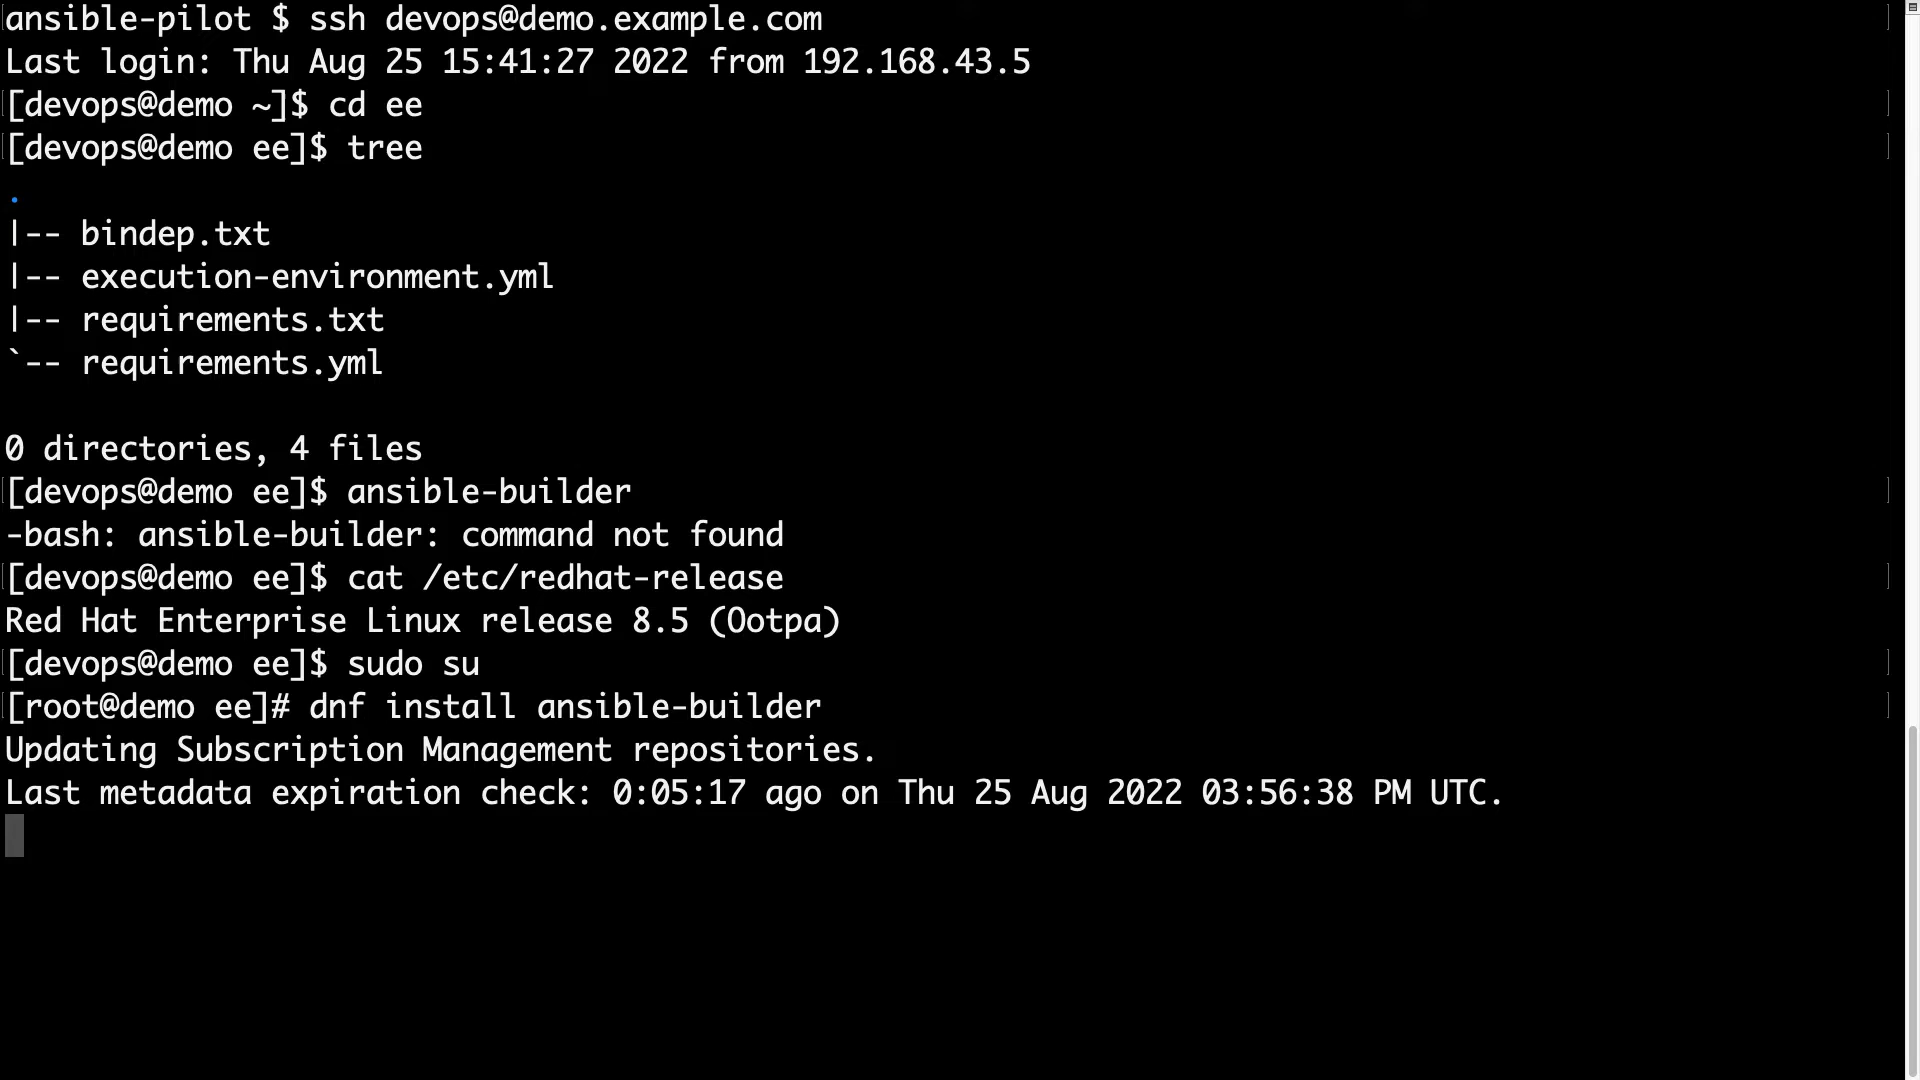 ansible-pilot $ ssh devops@demo.example.com
Last login: Thu Aug 25 15:41:27 2022 from 192.168.43.5
[devops@demo ~]$ cd ee
[devops@demo ee]$ tree
.
|-- bindep.txt
|-- execution-environment.yml
|-- requirements.txt
`-- requirements.yml
0 directories, 4 files
[devops@demo ee]$ ansible-builder
-bash: ansible-builder: command not found
[devops@demo ee]$ cat /etc/redhat-release
Red Hat Enterprise Linux release 8.5 (Ootpa)
[devops@demo ee]$ sudo su
[root@demo ee]# dnf install ansible-builder
Updating Subscription Management repositories.
Last metadata expiration check: 0:05:17 ago on Thu 25 Aug 2022 03:56:38 PM UTC.